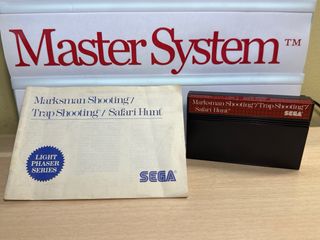 Master System™
Marksman Shooting/
Trap Shooting / Safari Hunt
LIGHT
PHASER
SERIES
SEGA
Marksman Shooting/Trap Shooting/
Safari Hunt
SEGA